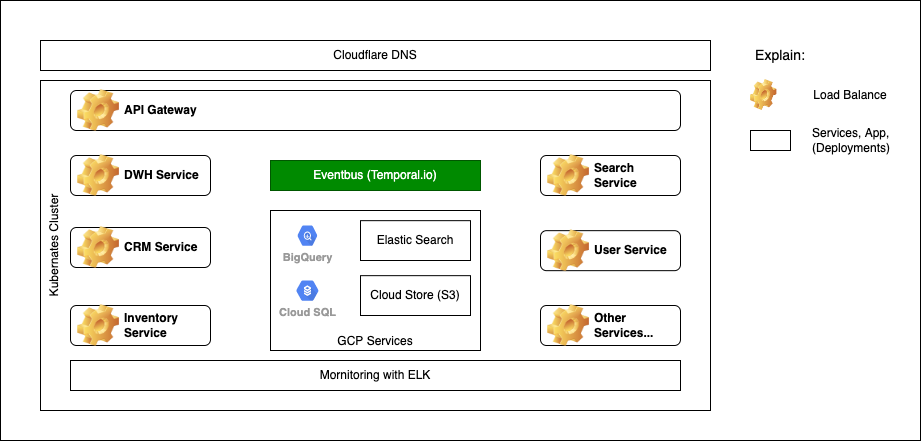 Cloudflare DNS
Explain:
Load Balance
Services, App,
(Deployments)
Kubernates Cluster
API Gateway
DWH Service
Eventbus (Temporal.io)
Search
Service
CRM Service
BigQuery
Elastic Search
User Service
Cloud SQL
Cloud Store (S3)
Inventory
Service
GCP Services
Other
Services...
Mornitoring with ELK